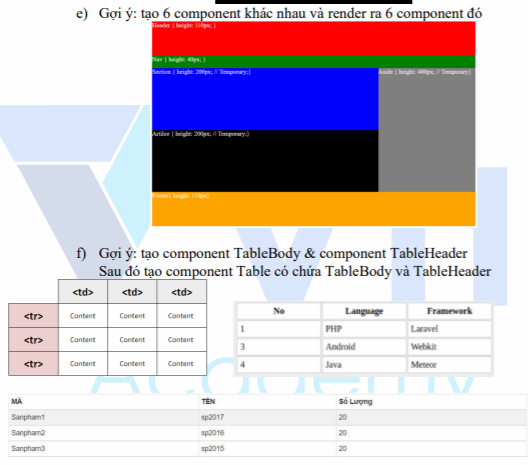 e) Gợi ý: tạo 6 component khác nhau và render ra 6 component đó
Header { height: 110px; }
Nav { height: 40px; }
Section { height: 200px; // Temporary;}
Aside { height: 400px; // Temporary}
Artilce { height: 200px; // Temporary;}
Footer{ height: 110px}
f) Gợi ý: tạo component TableBody & component TableHeader
Sau đó tạo component Table có chứa TableBody và TableHeader
<td> <td> <td>
<tr> Content Content Content
<tr> Content Content Content
<tr> Content Content Content
No Language Framework
1 PHP Laravel
3 Android Webkit
4 Java Meteor
Academy
MÃ TÊN Số Lượng
Sanpham1 sp2017 20
Sanpham2 sp2016 20
Sanpham3 sp2015 20